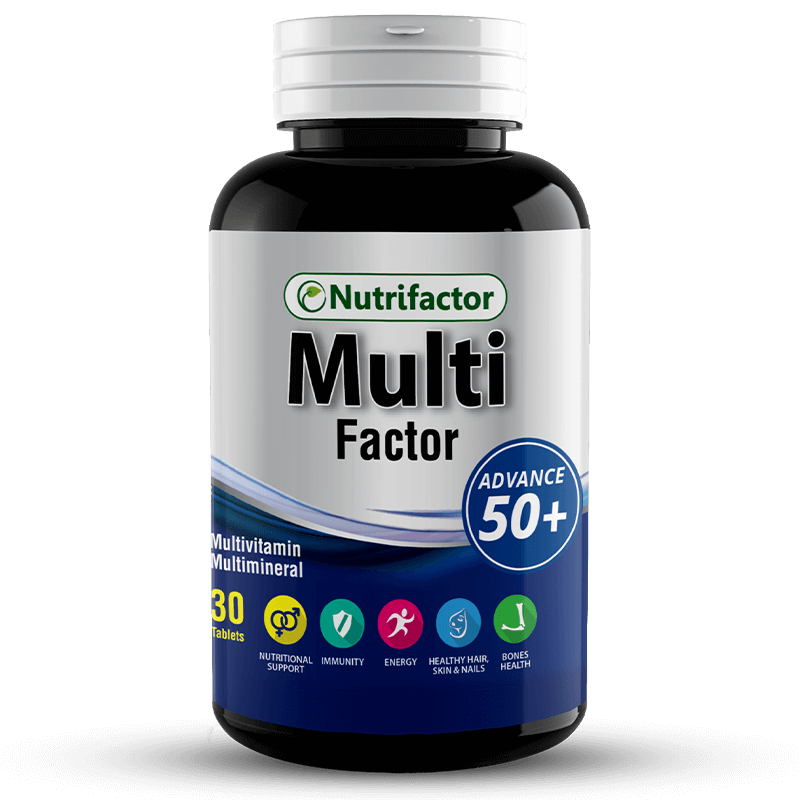 Nutrifactor
Multi
Factor
ADVANCE
50+
Multivitamin
Multimineral
30
Tablets
NUTRITIONAL
SUPPORT
IMMUNITY
ENERGY
HEALTHY HAIR,
SKIN & NAILS
BONES
HEALTH